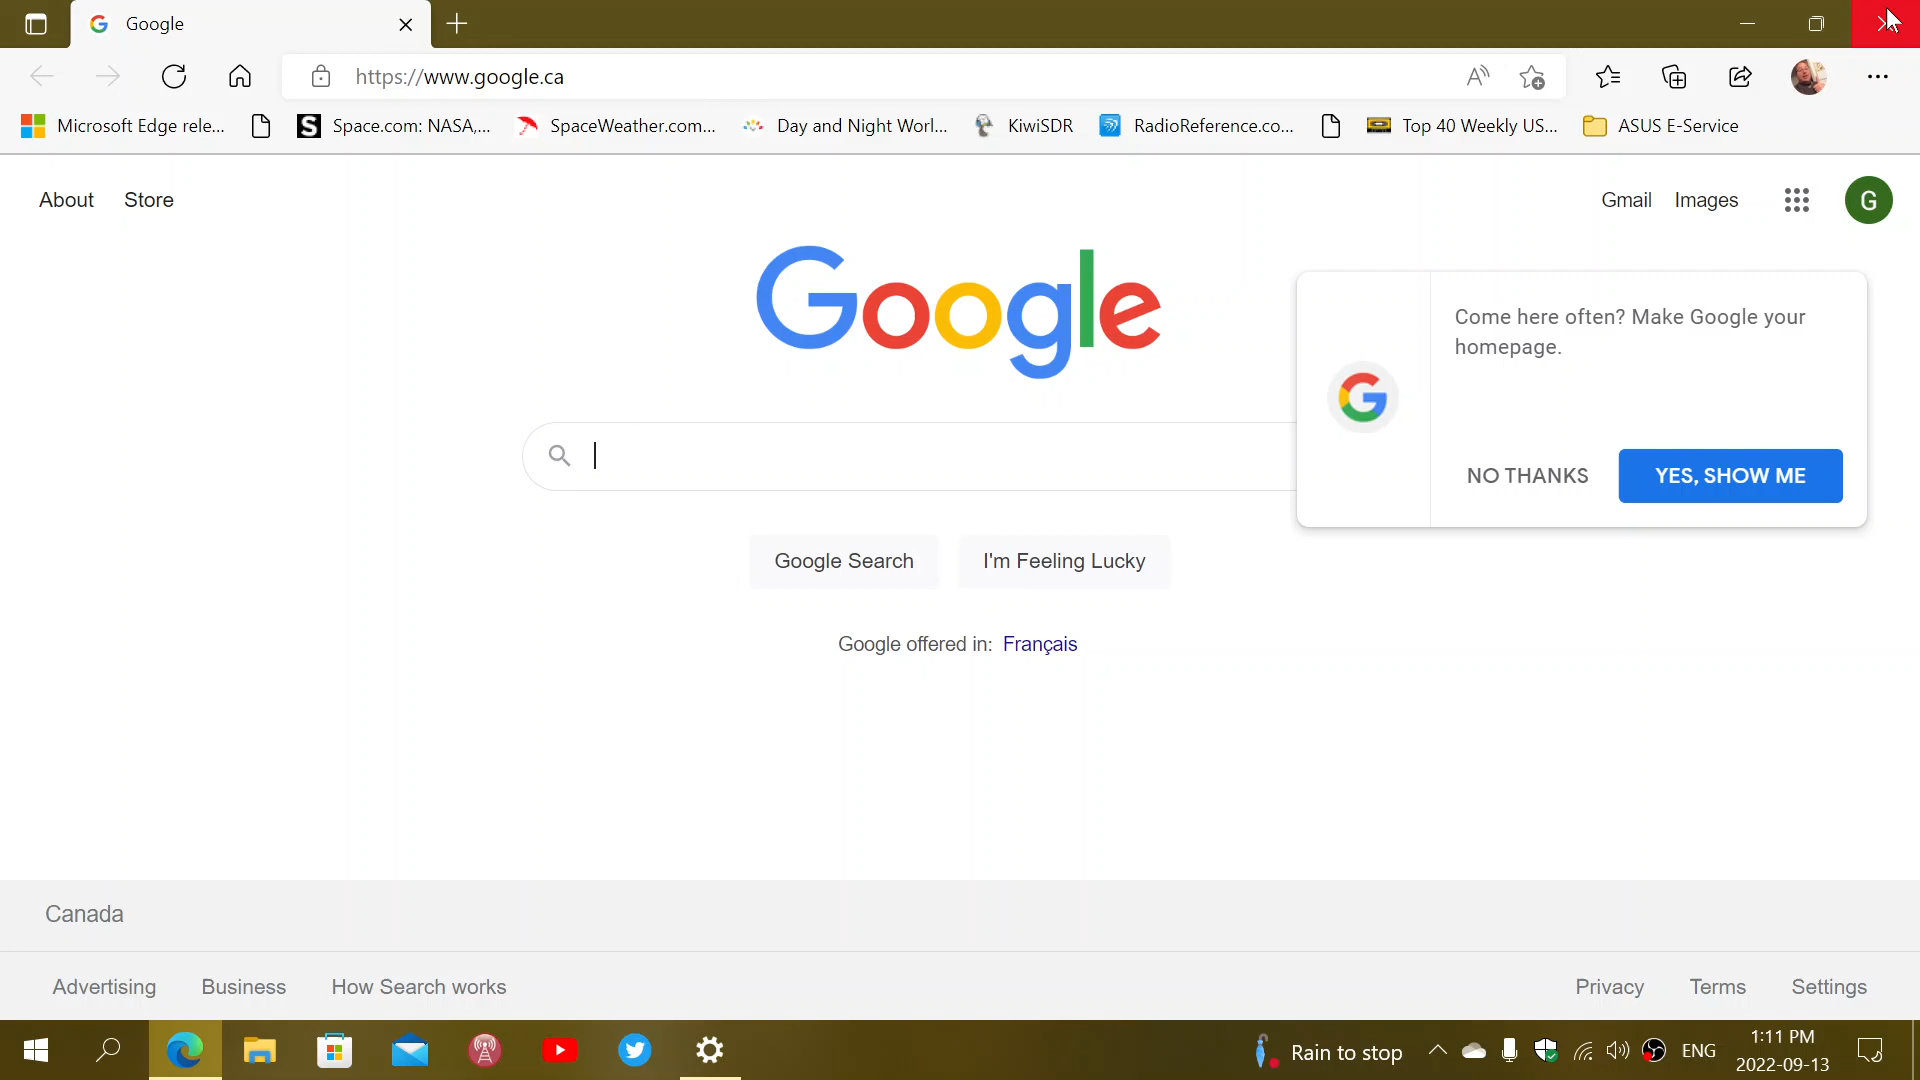 Google
https://www.google.ca
Microsoft Edge rele... Space.com: NASA,... SpaceWeather.com... Day and Night Worl... KiwiSDR RadioReference.co... Top 40 Weekly US... ASUS E-Service
About Store Gmail Images G
Google
Come here often? Make Google your
homepage.
NO THANKS YES, SHOW ME
Google Search I'm Feeling Lucky
Google offered in: Français
Canada
Advertising Business How Search works Privacy Terms Settings
Rain to stop ENG 1:11 PM
2022-09-13